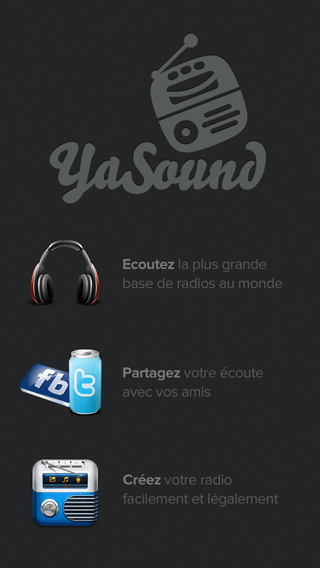 YaSound
Ecoutez la plus grande
base de radios au monde
fb
t
Partagez votre écoute
avec vos amis
Créez votre radio
facilement et légalement